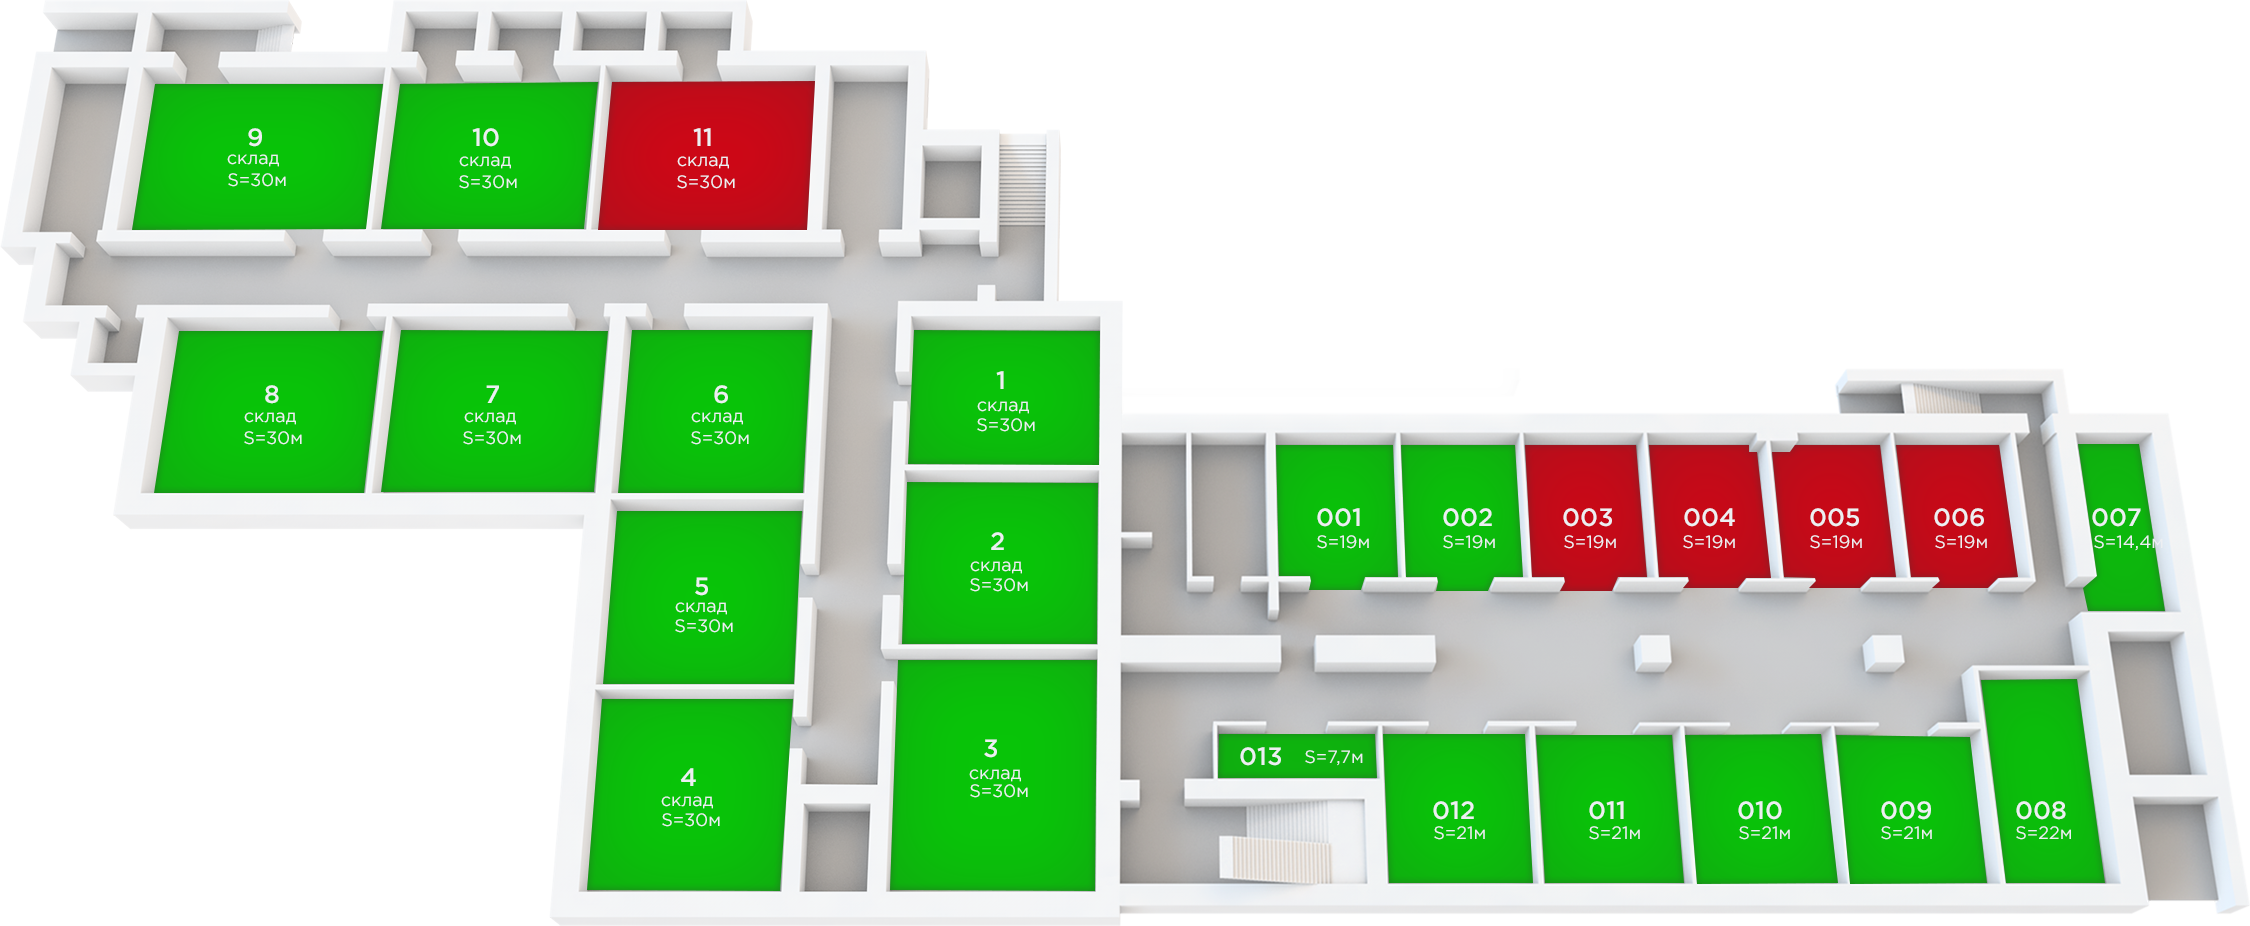 9
склад
S=30м
10
склад
S=30м
11
склад
S=30м
8
склад
S=30м
7
склад
S=30м
6
склад
S=30м
1
склад
S=30м
2
склад
S=30м
5
склад
S=30м
3
склад
S=30м
4
склад
S=30м
001
S=19м
002
S=19м
003
S=19м
004
S=19м
005
S=19м
006
S=19м
007
S=14,4м
013 S=7,7м
012
S=21м
011
S=21м
010
S=21м
009
S=21м
008
S=22м